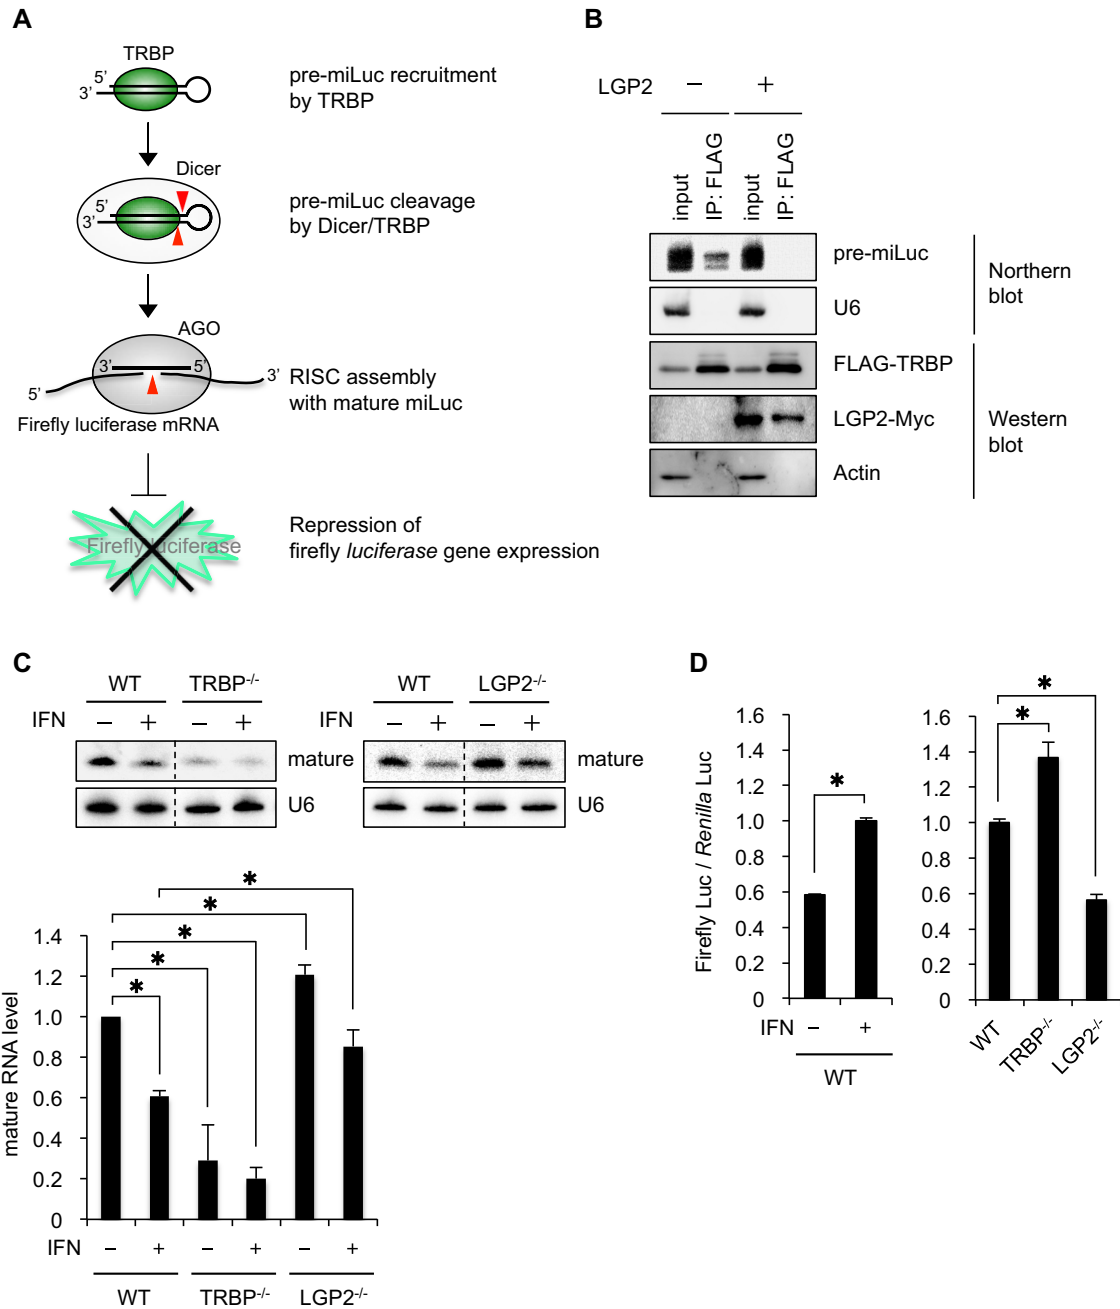 A
TRBP
5’
3’
pre-miLuc recruitment
by TRBP
Dicer
5’
3’
pre-miLuc cleavage
by Dicer/TRBP
AGO
3’
5’
5’
3’
Firefly luciferase mRNA
RISC assembly
with mature miLuc
Firefly luciferase
Repression of
firefly luciferase gene expression
B
LGP2 – +
input
IP: FLAG
input
IP: FLAG
pre-miLuc
U6
Northern
blot
FLAG-TRBP
LGP2-Myc
Actin
Western
blot
C
WT TRBP-/-
IFN – + – +
mature
U6
WT LGP2-/-
IFN – + – +
mature
U6
mature RNA level
1.4
1.2
1.0
0.8
0.6
0.4
0.2
0
* * * * *
IFN – + – + – +
WT TRBP-/- LGP2-/-
D
Firefly Luc / Renilla Luc
1.6
1.4
1.2
1.0
0.8
0.6
0.4
0.2
0
*
IFN – +
WT
1.6
1.4
1.2
1.0
0.8
0.6
0.4
0.2
0
*
*
WT
TRBP-/-
LGP2-/-